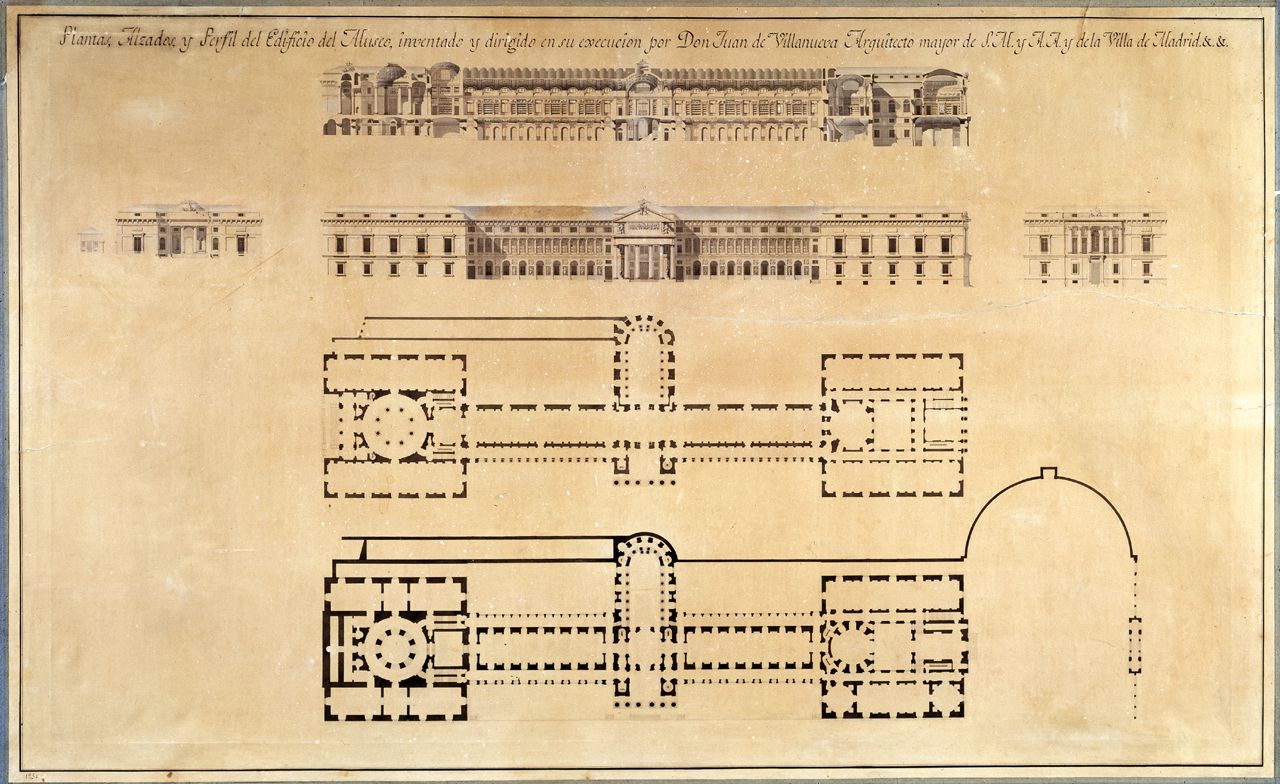 Plantas, Alzados, y Perfil del Edificio del Museo, inventado y dirigido en su execucion por Don Juan de Villanueva Arquitecto mayor de S.M. y A.A. y de la Villa de Madrid.&.&.